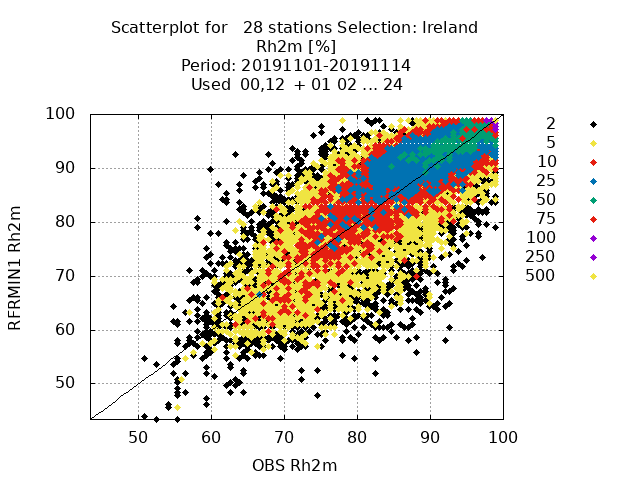 Scatterplot for   28 stations Selection: Ireland
Rh2m [%]
Period: 20191101-20191114
Used  00,12  + 01 02 ... 24
RFRMIN1 Rh2m
100
90
80
70
60
50
50 60 70 80 90 100
OBS Rh2m
2
5
10
25
50
75
100
250
500